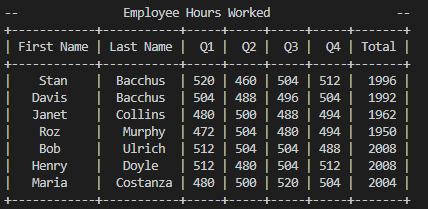 --              Employee Hours Worked                --
+------------+-----------+-----+-----+-----+-----+-------+
| First Name | Last Name |  Q1 |  Q2 |  Q3 |  Q4 | Total |
+------------+-----------+-----+-----+-----+-----+-------+
|    Stan    |  Bacchus  | 520 | 460 | 504 | 512 |  1996 |
|   Davis    |  Bacchus  | 504 | 488 | 496 | 504 |  1992 |
|   Janet    |  Collins  | 480 | 500 | 488 | 494 |  1962 |
|    Roz     |   Murphy  | 472 | 504 | 480 | 494 |  1950 |
|    Bob     |   Ulrich  | 512 | 504 | 504 | 488 |  2008 |
|   Henry    |   Doyle   | 512 | 480 | 504 | 512 |  2008 |
|   Maria    |  Costanza | 480 | 500 | 520 | 504 |  2004 |
+------------+-----------+-----+-----+-----+-----+-------+